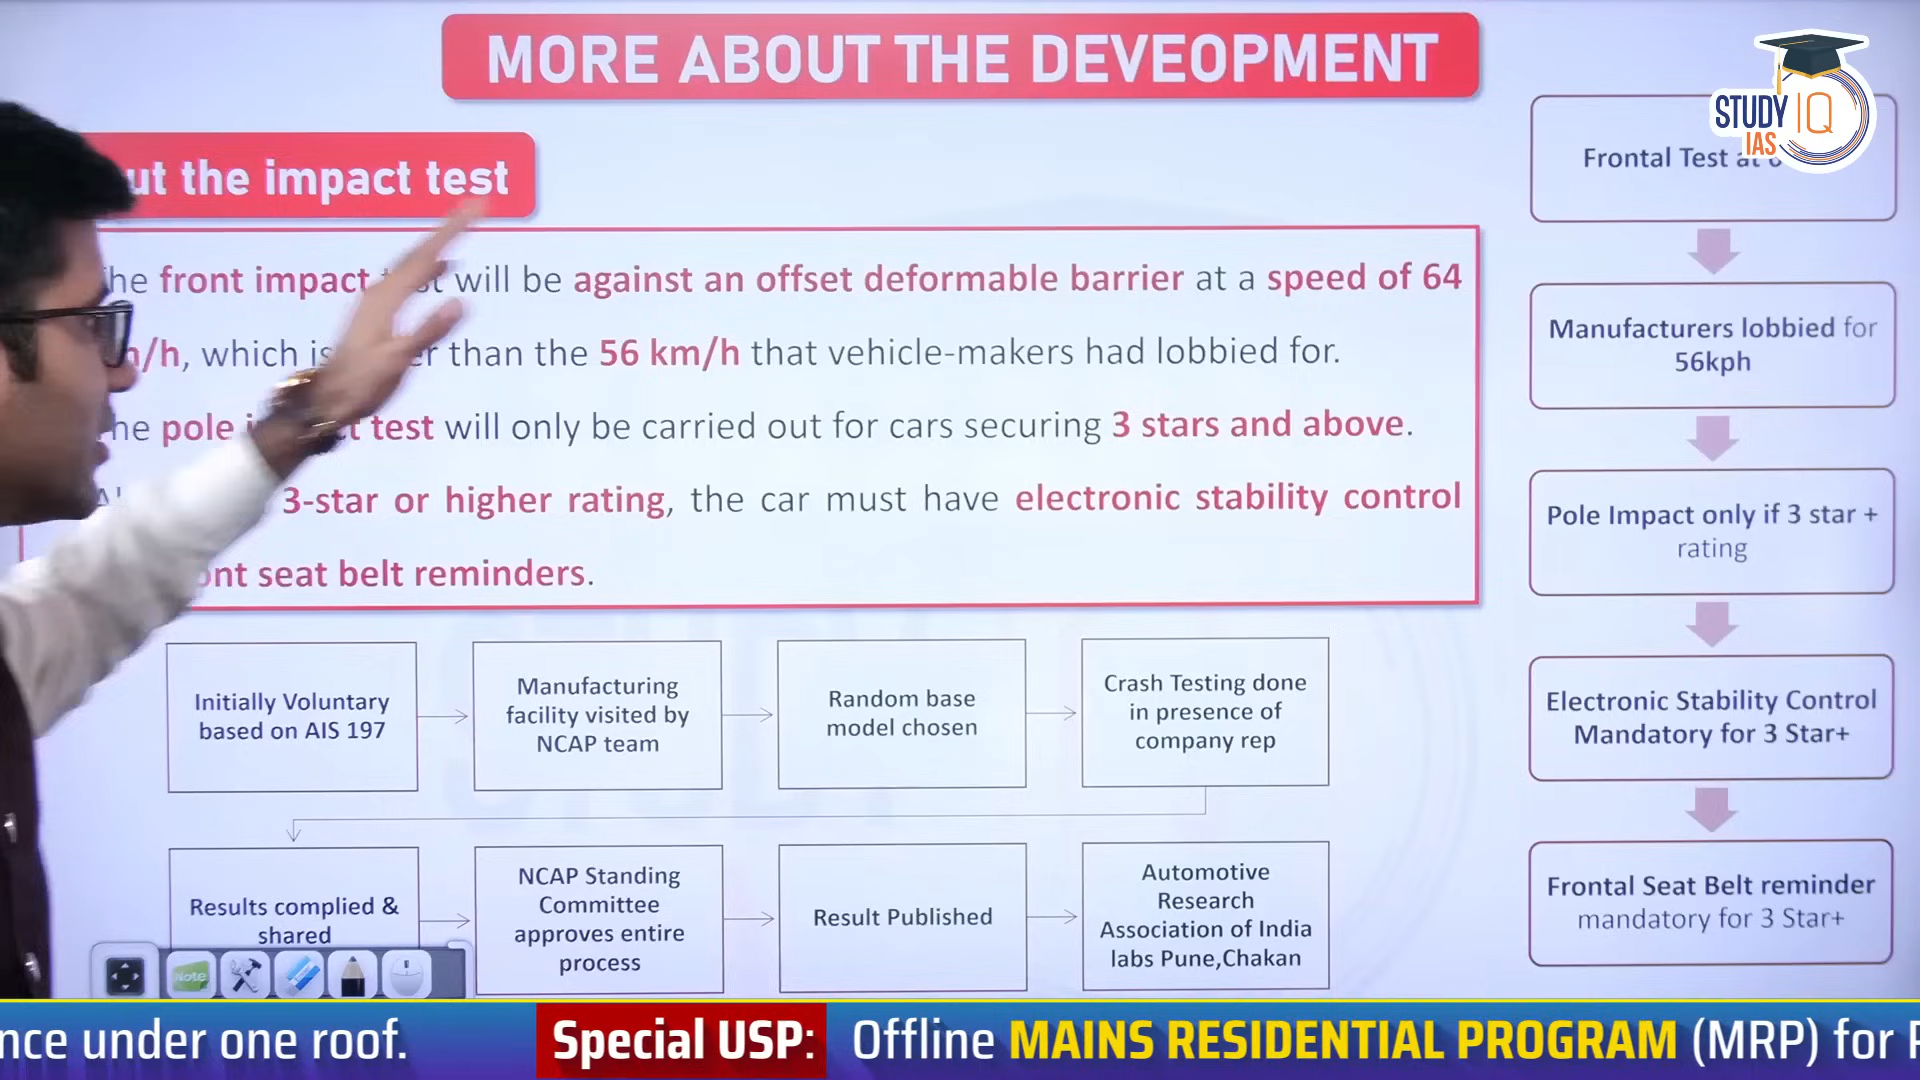 MORE ABOUT THE DEVEOPMENT
STUDY IQ
IAS
ut the impact test
he front impact will be against an offset deformable barrier at a speed of 64
/h, which is than the 56 km/h that vehicle-makers had lobbied for.
he pole test will only be carried out for cars securing 3 stars and above.
3-star or higher rating, the car must have electronic stability control
ont seat belt reminders.
Frontal Test at
Manufacturers lobbied for
56kph
Pole Impact only if 3 star +
rating
Electronic Stability Control
Mandatory for 3 Star+
Frontal Seat Belt reminder
mandatory for 3 Star+
Initially Voluntary
based on AIS 197
Manufacturing
facility visited by
NCAP team
Random base
model chosen
Crash Testing done
in presence of
company rep
Results complied &
shared
NCAP Standing
Committee
approves entire
process
Result Published
Automotive
Research
Association of India
labs Pune,Chakan
Note
nce under one roof. Special USP: Offline MAINS RESIDENTIAL PROGRAM (MRP) for